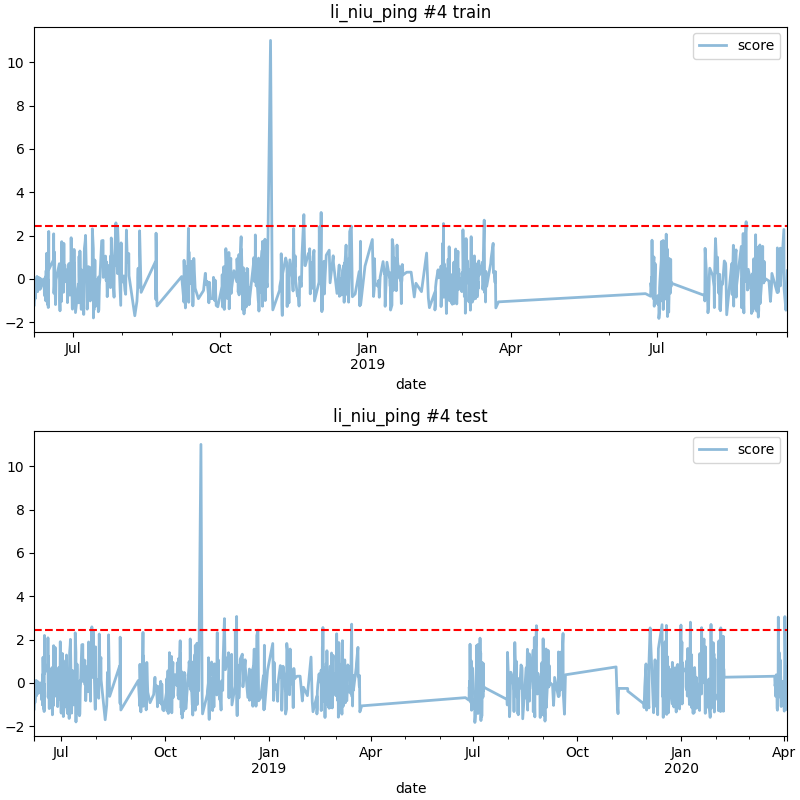 li_niu_ping #4 train
score
10
8
6
4
2
0
−2
Jul
Oct
Jan
2019
Apr
Jul
date
li_niu_ping #4 test
score
10
8
6
4
2
0
−2
Jul
Oct
Jan
2019
Apr
Jul
Oct
Jan
2020
Apr
date